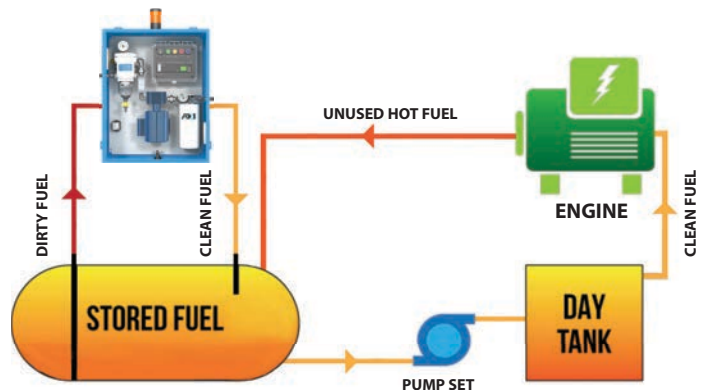 UNUSED HOT FUEL
DIRTY FUEL
CLEAN FUEL
ENGINE
CLEAN FUEL
STORED FUEL
DAY
TANK
PUMP SET